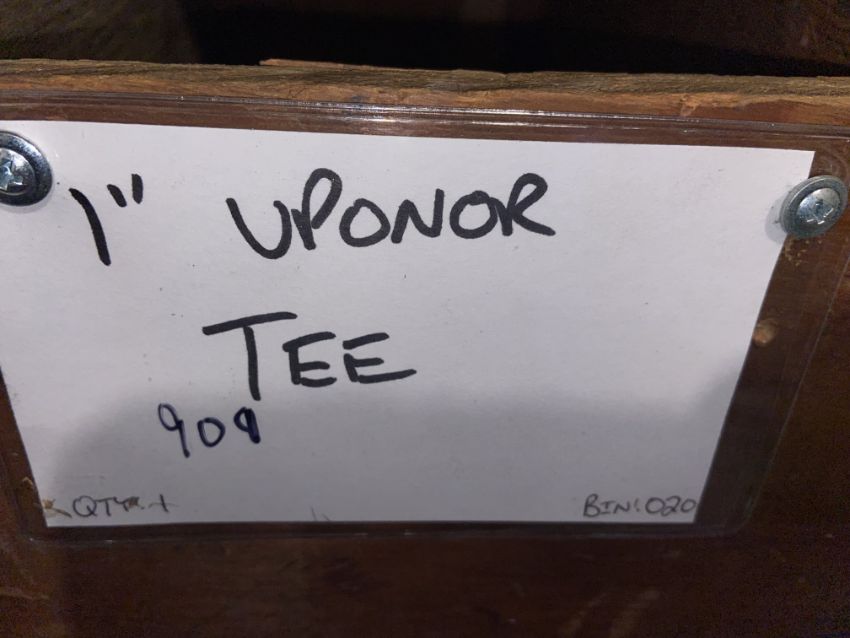 1" UPONOR
TEE
909
BIN: 020